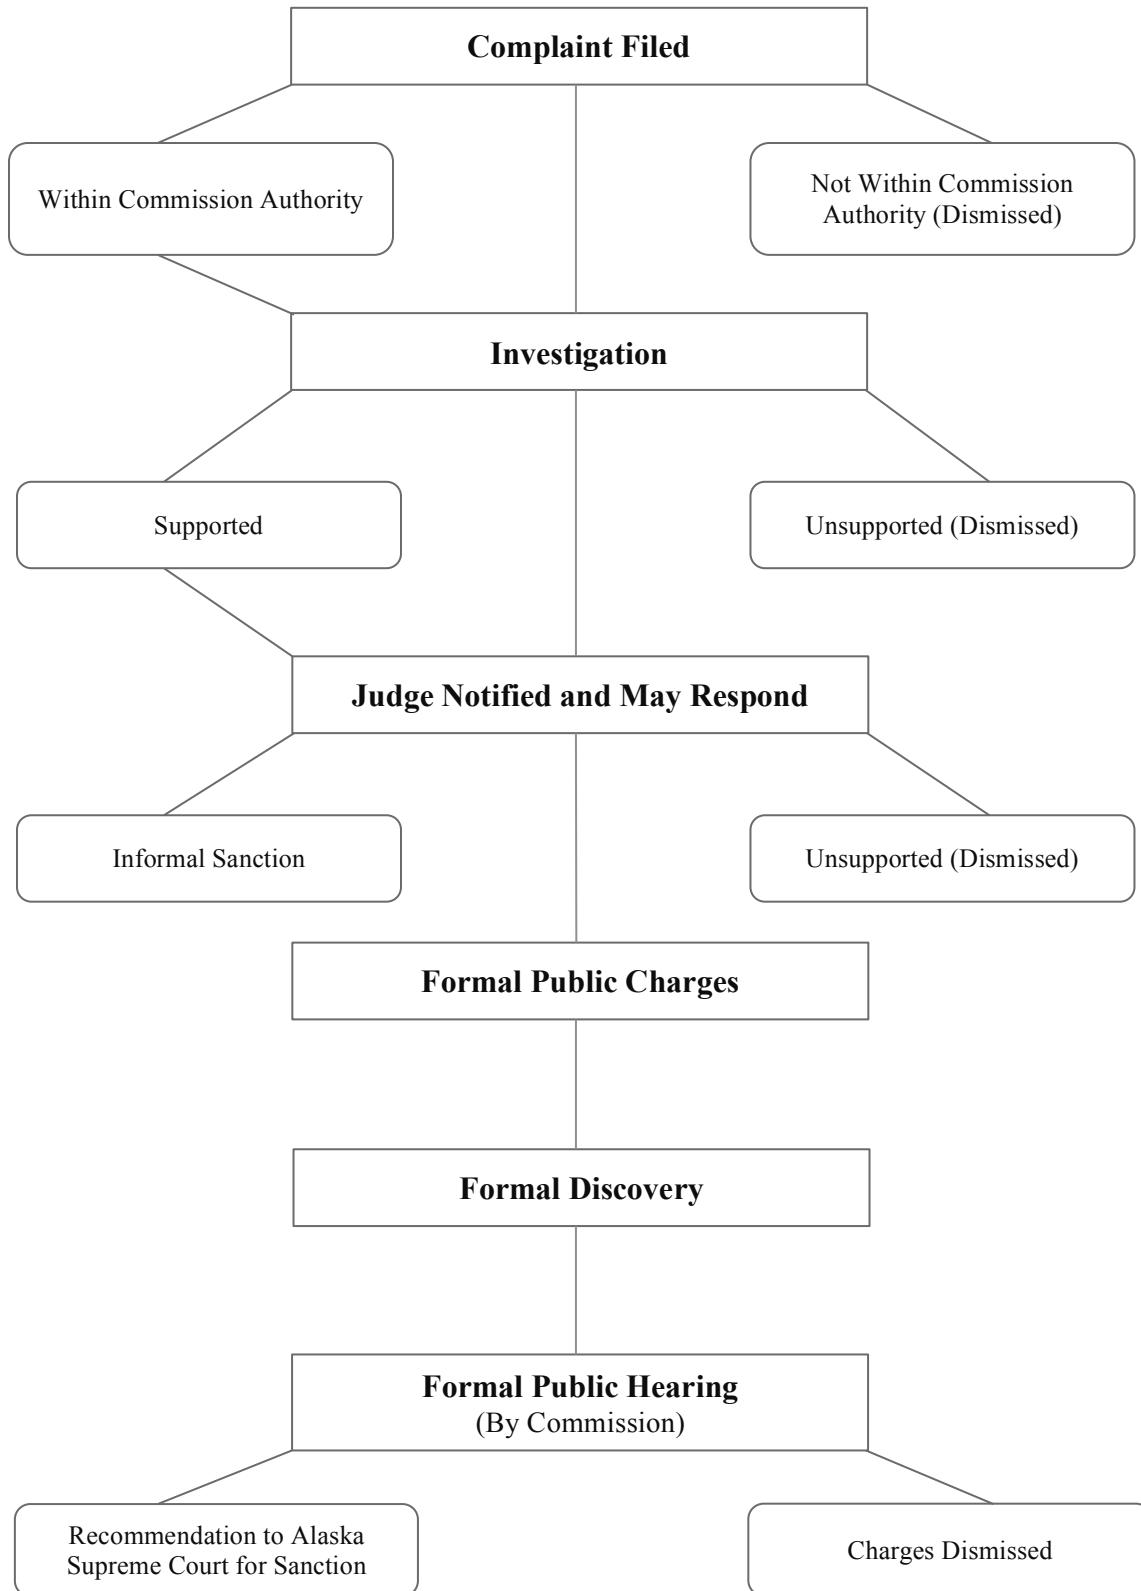 Complaint Filed
Within Commission Authority
Not Within Commission
Authority (Dismissed)
Investigation
Supported
Unsupported (Dismissed)
Judge Notified and May Respond
Informal Sanction
Unsupported (Dismissed)
Formal Public Charges
Formal Discovery
Formal Public Hearing
(By Commission)
Recommendation to Alaska
Supreme Court for Sanction
Charges Dismissed